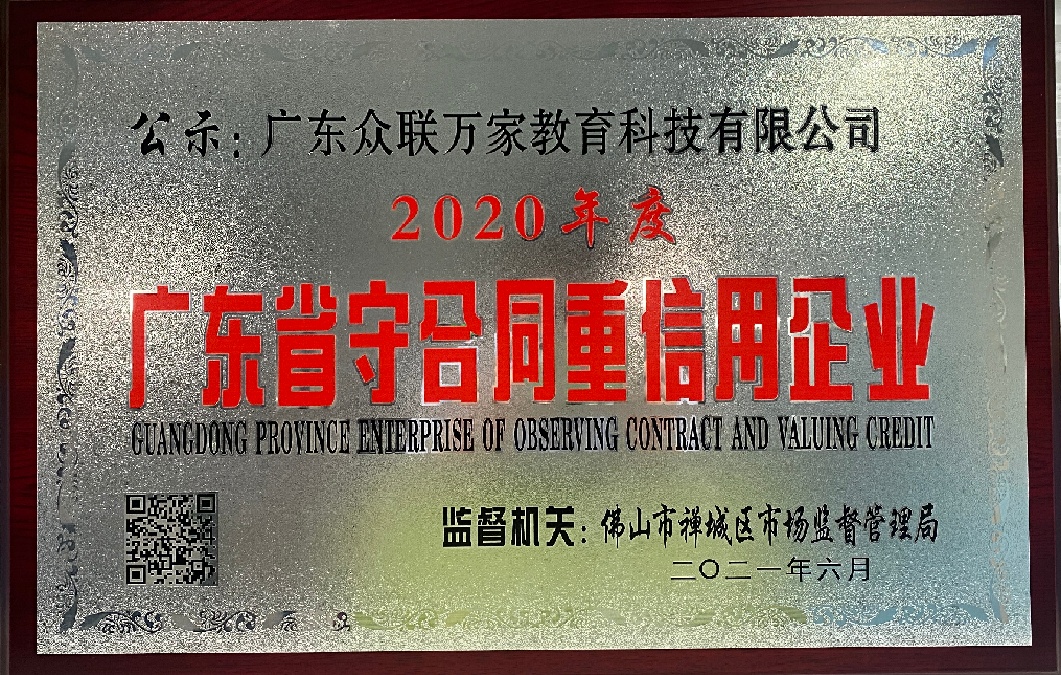 公示:广东众联万家教育科技有限公司
2020年度
广东省守合同重信用企业
GUANGDONG PROVINCE ENTERPRISE OF OBSERVING CONTRACT AND VALUING CREDIT
监督机关:佛山市禅城区市场监督管理局
二〇二一年六月